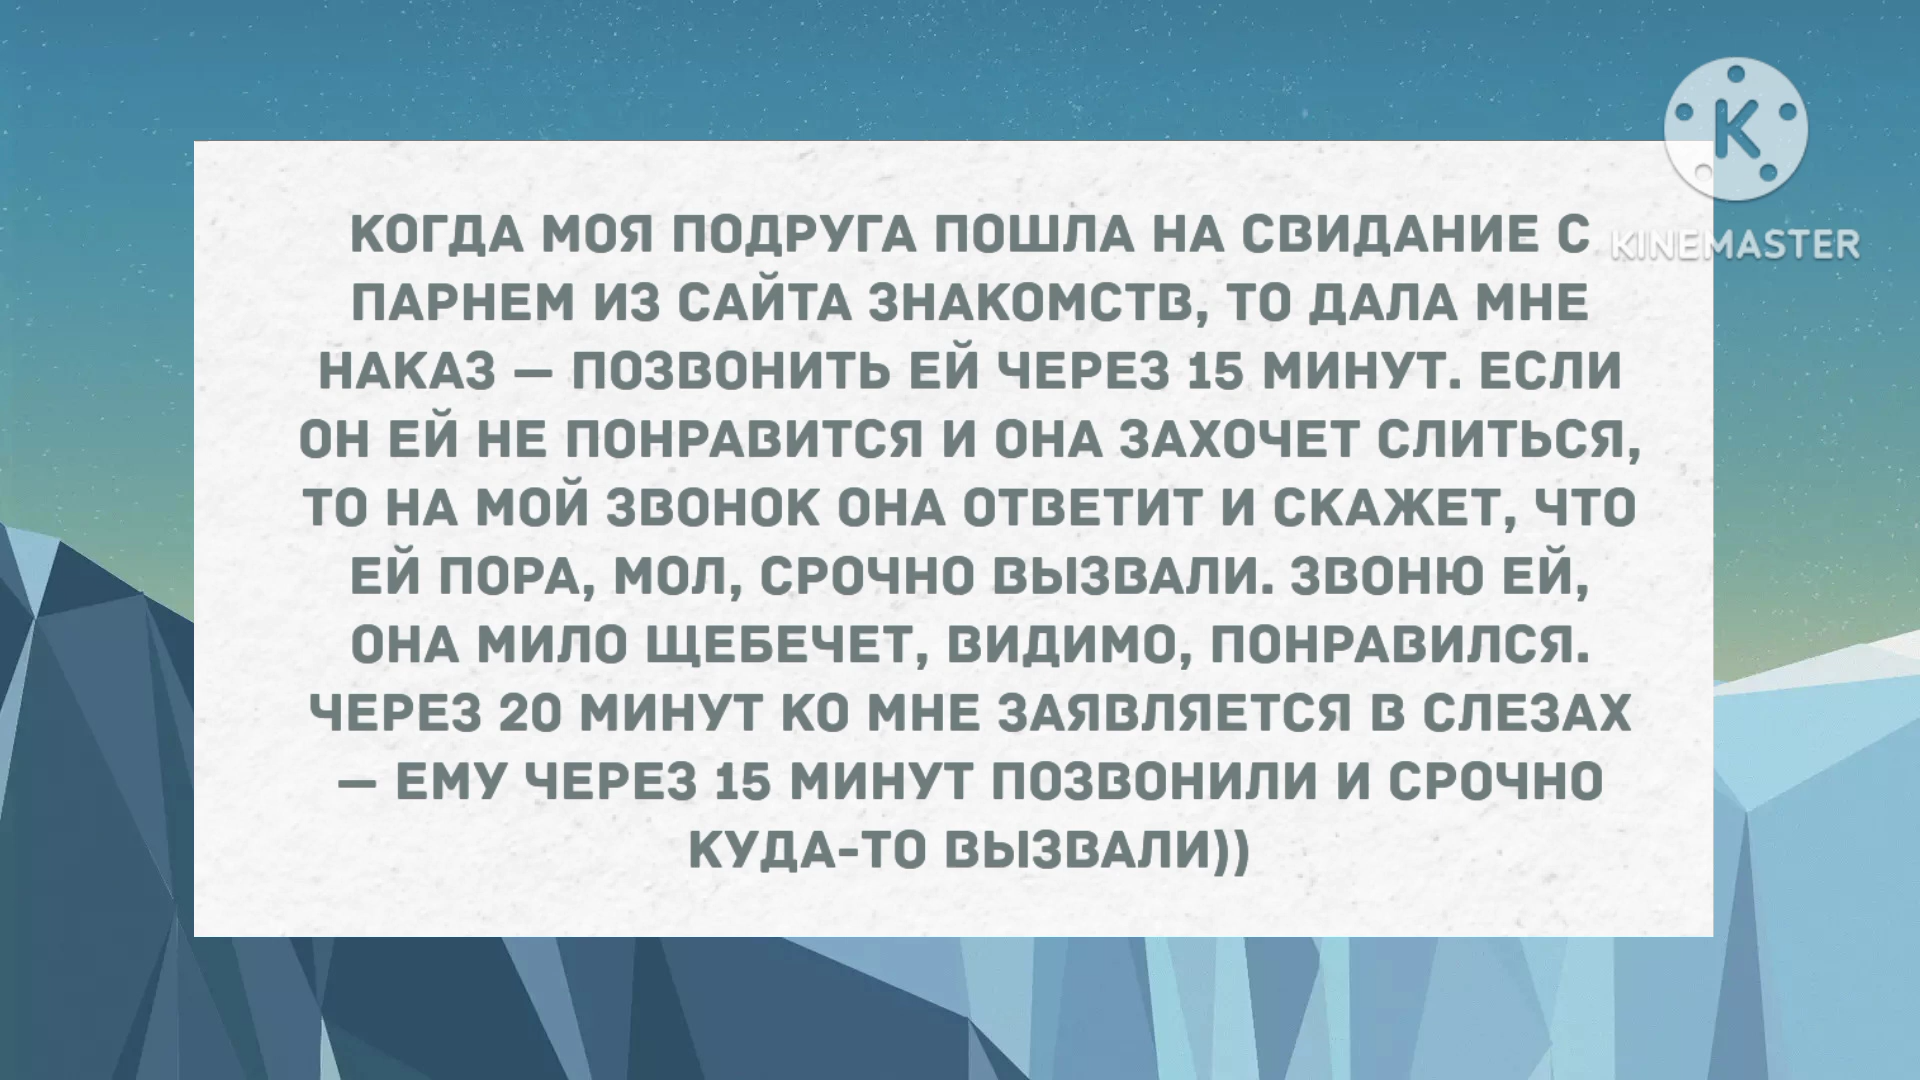 K
KINEMASTER
КОГДА МОЯ ПОДРУГА ПОШЛА НА СВИДАНИЕ С
ПАРНЕМ ИЗ САЙТА ЗНАКОМСТВ, ТО ДАЛА МНЕ
НАКАЗ — ПОЗВОНИТЬ ЕЙ ЧЕРЕЗ 15 МИНУТ. ЕСЛИ
ОН ЕЙ НЕ ПОНРАВИТСЯ И ОНА ЗАХОЧЕТ СЛИТЬСЯ,
ТО НА МОЙ ЗВОНОК ОНА ОТВЕТИТ И СКАЖЕТ, ЧТО
ЕЙ ПОРА, МОЛ, СРОЧНО ВЫЗВАЛИ. ЗВОНЮ ЕЙ,
ОНА МИЛО ЩЕБЕЧЕТ, ВИДИМО, ПОНРАВИЛСЯ.
ЧЕРЕЗ 20 МИНУТ КО МНЕ ЗАЯВЛЯЕТСЯ В СЛЕЗАХ
— ЕМУ ЧЕРЕЗ 15 МИНУТ ПОЗВОНИЛИ И СРОЧНО
КУДА-ТО ВЫЗВАЛИ))